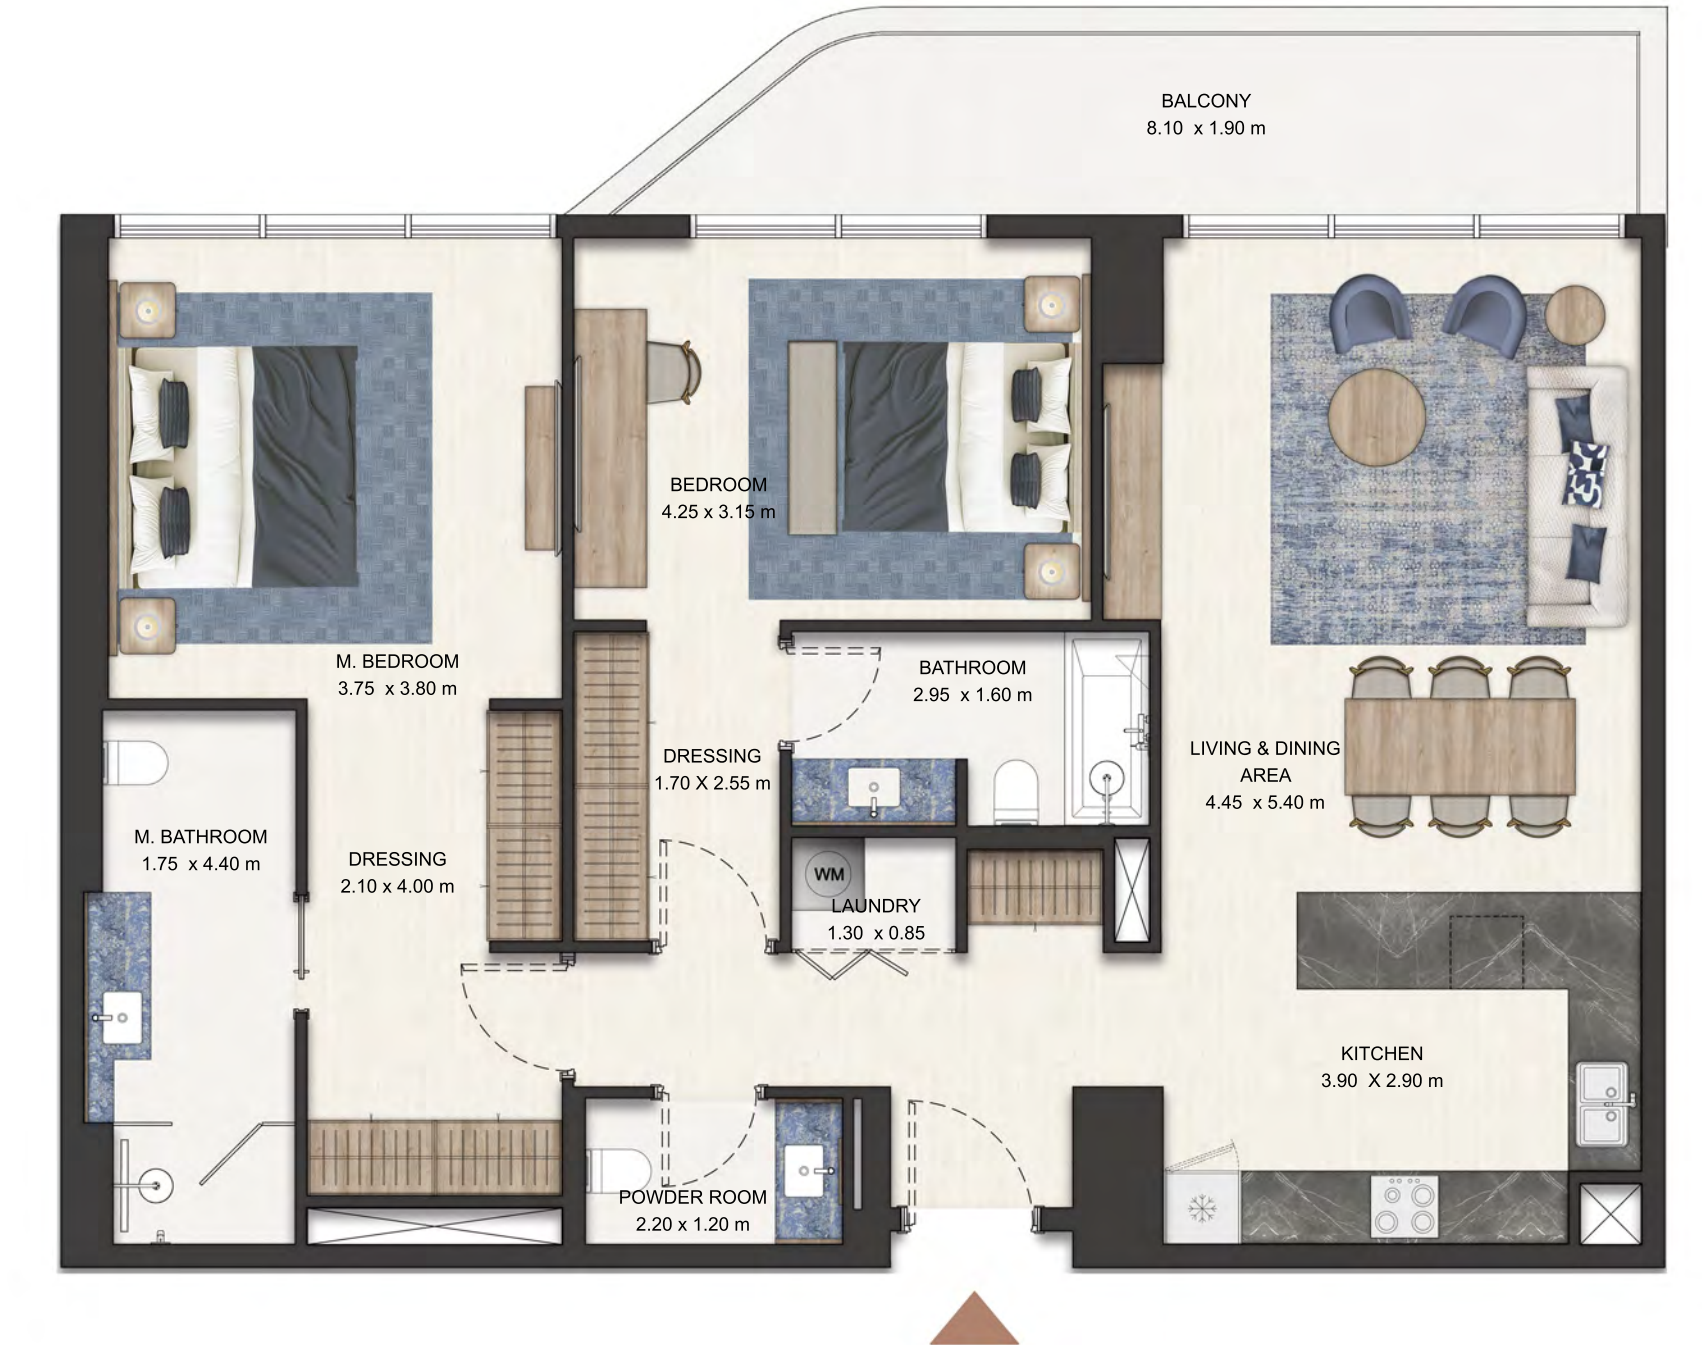 BALCONY
8.10 x 1.90 m
BEDROOM
4.25 x 3.15 m
M. BEDROOM
3.75 x 3.80 m
BATHROOM
2.95 x 1.60 m
DRESSING
1.70 X 2.55 m
LIVING & DINING
AREA
4.45 x 5.40 m
M. BATHROOM
1.75 x 4.40 m
DRESSING
2.10 x 4.00 m
WM
LAUNDRY
1.30 x 0.85
KITCHEN
3.90 X 2.90 m
POWDER ROOM
2.20 x 1.20 m